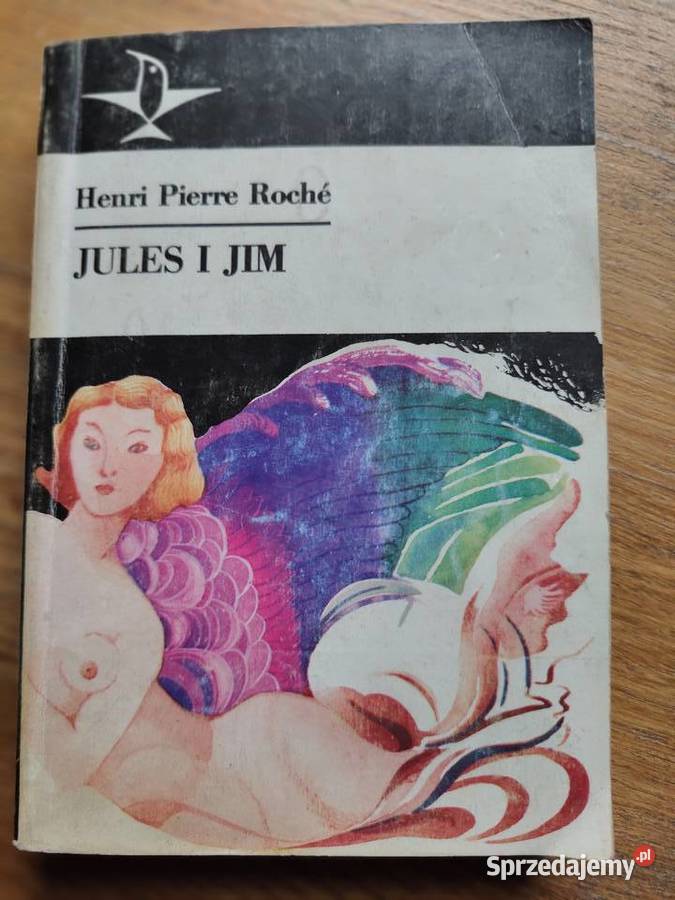 Henri Pierre Roché
JULES I JIM
Sprzedajemy.pl